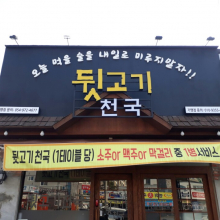 오늘 먹을 술을 내일로 미루지말자!!
뒷고기
천국
뒷고기 천국 (1테이블 당) 소주or 맥주or 막걸리 중 1병서비스